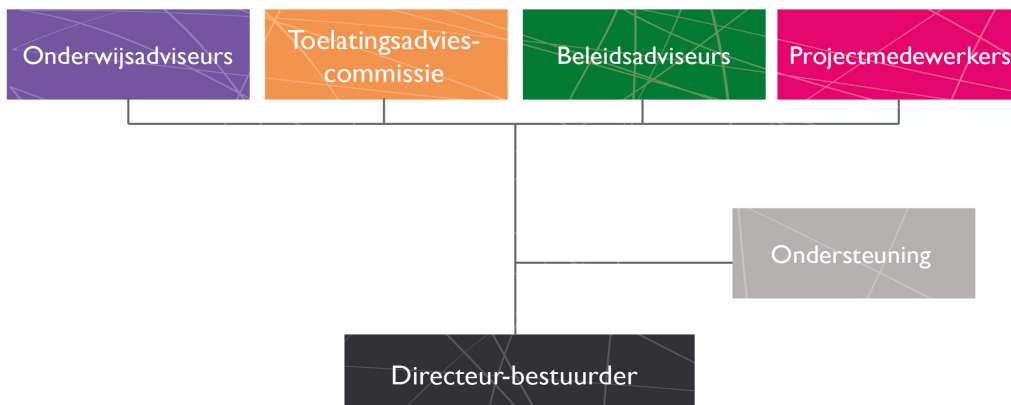 Onderwijsadviseurs
Toelatingsadvies-
commissie
Beleidsadviseurs
Projectmedewerkers
Ondersteuning
Directeur-bestuurder